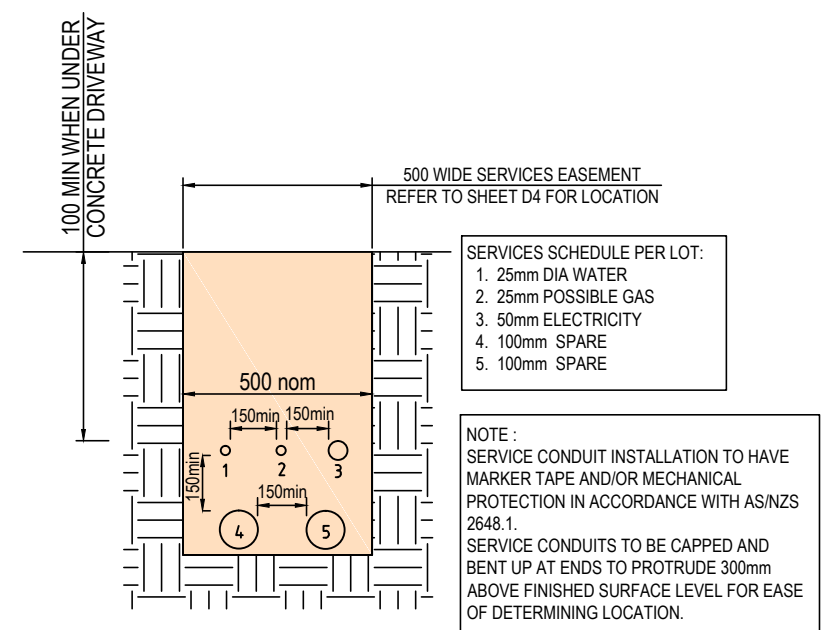 100 MIN WHEN UNDER
CONCRETE DRIVEWAY
500 WIDE SERVICES EASEMENT
REFER TO SHEET D4 FOR LOCATION
SERVICES SCHEDULE PER LOT:
1. 25mm DIA WATER
2. 25mm POSSIBLE GAS
3. 50mm ELECTRICITY
4. 100mm SPARE
5. 100mm SPARE
500 nom
150min 150min
1 2 3
150min
150min
4 5
NOTE :
SERVICE CONDUIT INSTALLATION TO HAVE
MARKER TAPE AND/OR MECHANICAL
PROTECTION IN ACCORDANCE WITH AS/NZS
2648.1.
SERVICE CONDUITS TO BE CAPPED AND
BENT UP AT ENDS TO PROTRUDE 300mm
ABOVE FINISHED SURFACE LEVEL FOR EASE
OF DETERMINING LOCATION.